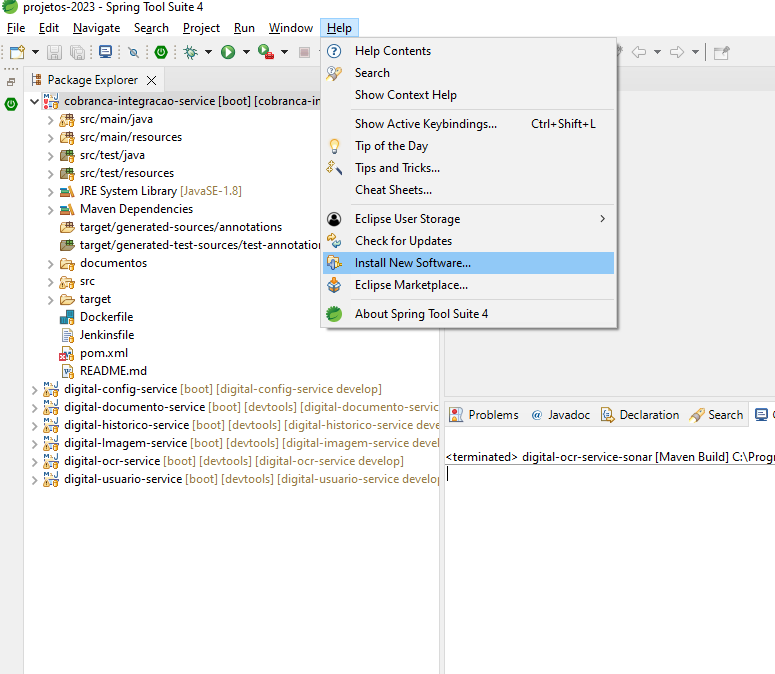 projetos-2023 - Spring Tool Suite 4
File Edit Navigate Search Project Run Window Help
Package Explorer
cobranca-integracao-service [boot] [cobranca-in
src/main/java
src/main/resources
src/test/java
src/test/resources
JRE System Library [JavaSE-1.8]
Maven Dependencies
target/generated-sources/annotations
target/generated-test-sources/test-annotation
documentos
src
target
Dockerfile
Jenkinsfile
pom.xml
README.md
digital-config-service [boot] [digital-config-service develop]
digital-documento-service [boot] [devtools] [digital-documento-servic
digital-historico-service [boot] [devtools] [digital-historico-service deve
digital-Imagem-service [boot] [devtools] [digital-imagem-service devel
digital-ocr-service [boot] [devtools] [digital-ocr-service develop]
digital-usuario-service [boot] [devtools] [digital-usuario-service develop
Help Contents
Search
Show Context Help
Show Active Keybindings... Ctrl+Shift+L
Tip of the Day
Tips and Tricks...
Cheat Sheets...
Eclipse User Storage
Check for Updates
Install New Software...
Eclipse Marketplace...
About Spring Tool Suite 4
Problems @ Javadoc Declaration Search C
<terminated> digital-ocr-service-sonar [Maven Build] C:\Progr